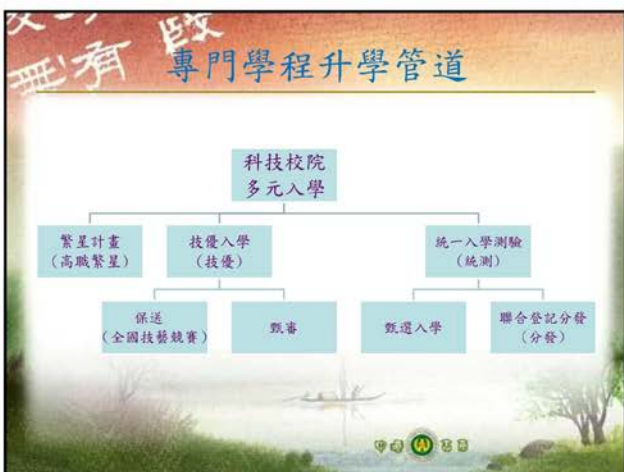 專門學程升學管道
科技校院
多元入學
繁星計畫
(高職繁星)
技優入學
(技優)
統一入學測驗
(統測)
保送
(全國技藝競賽)
甄審
甄選入學
聯合登記分發
(分發)